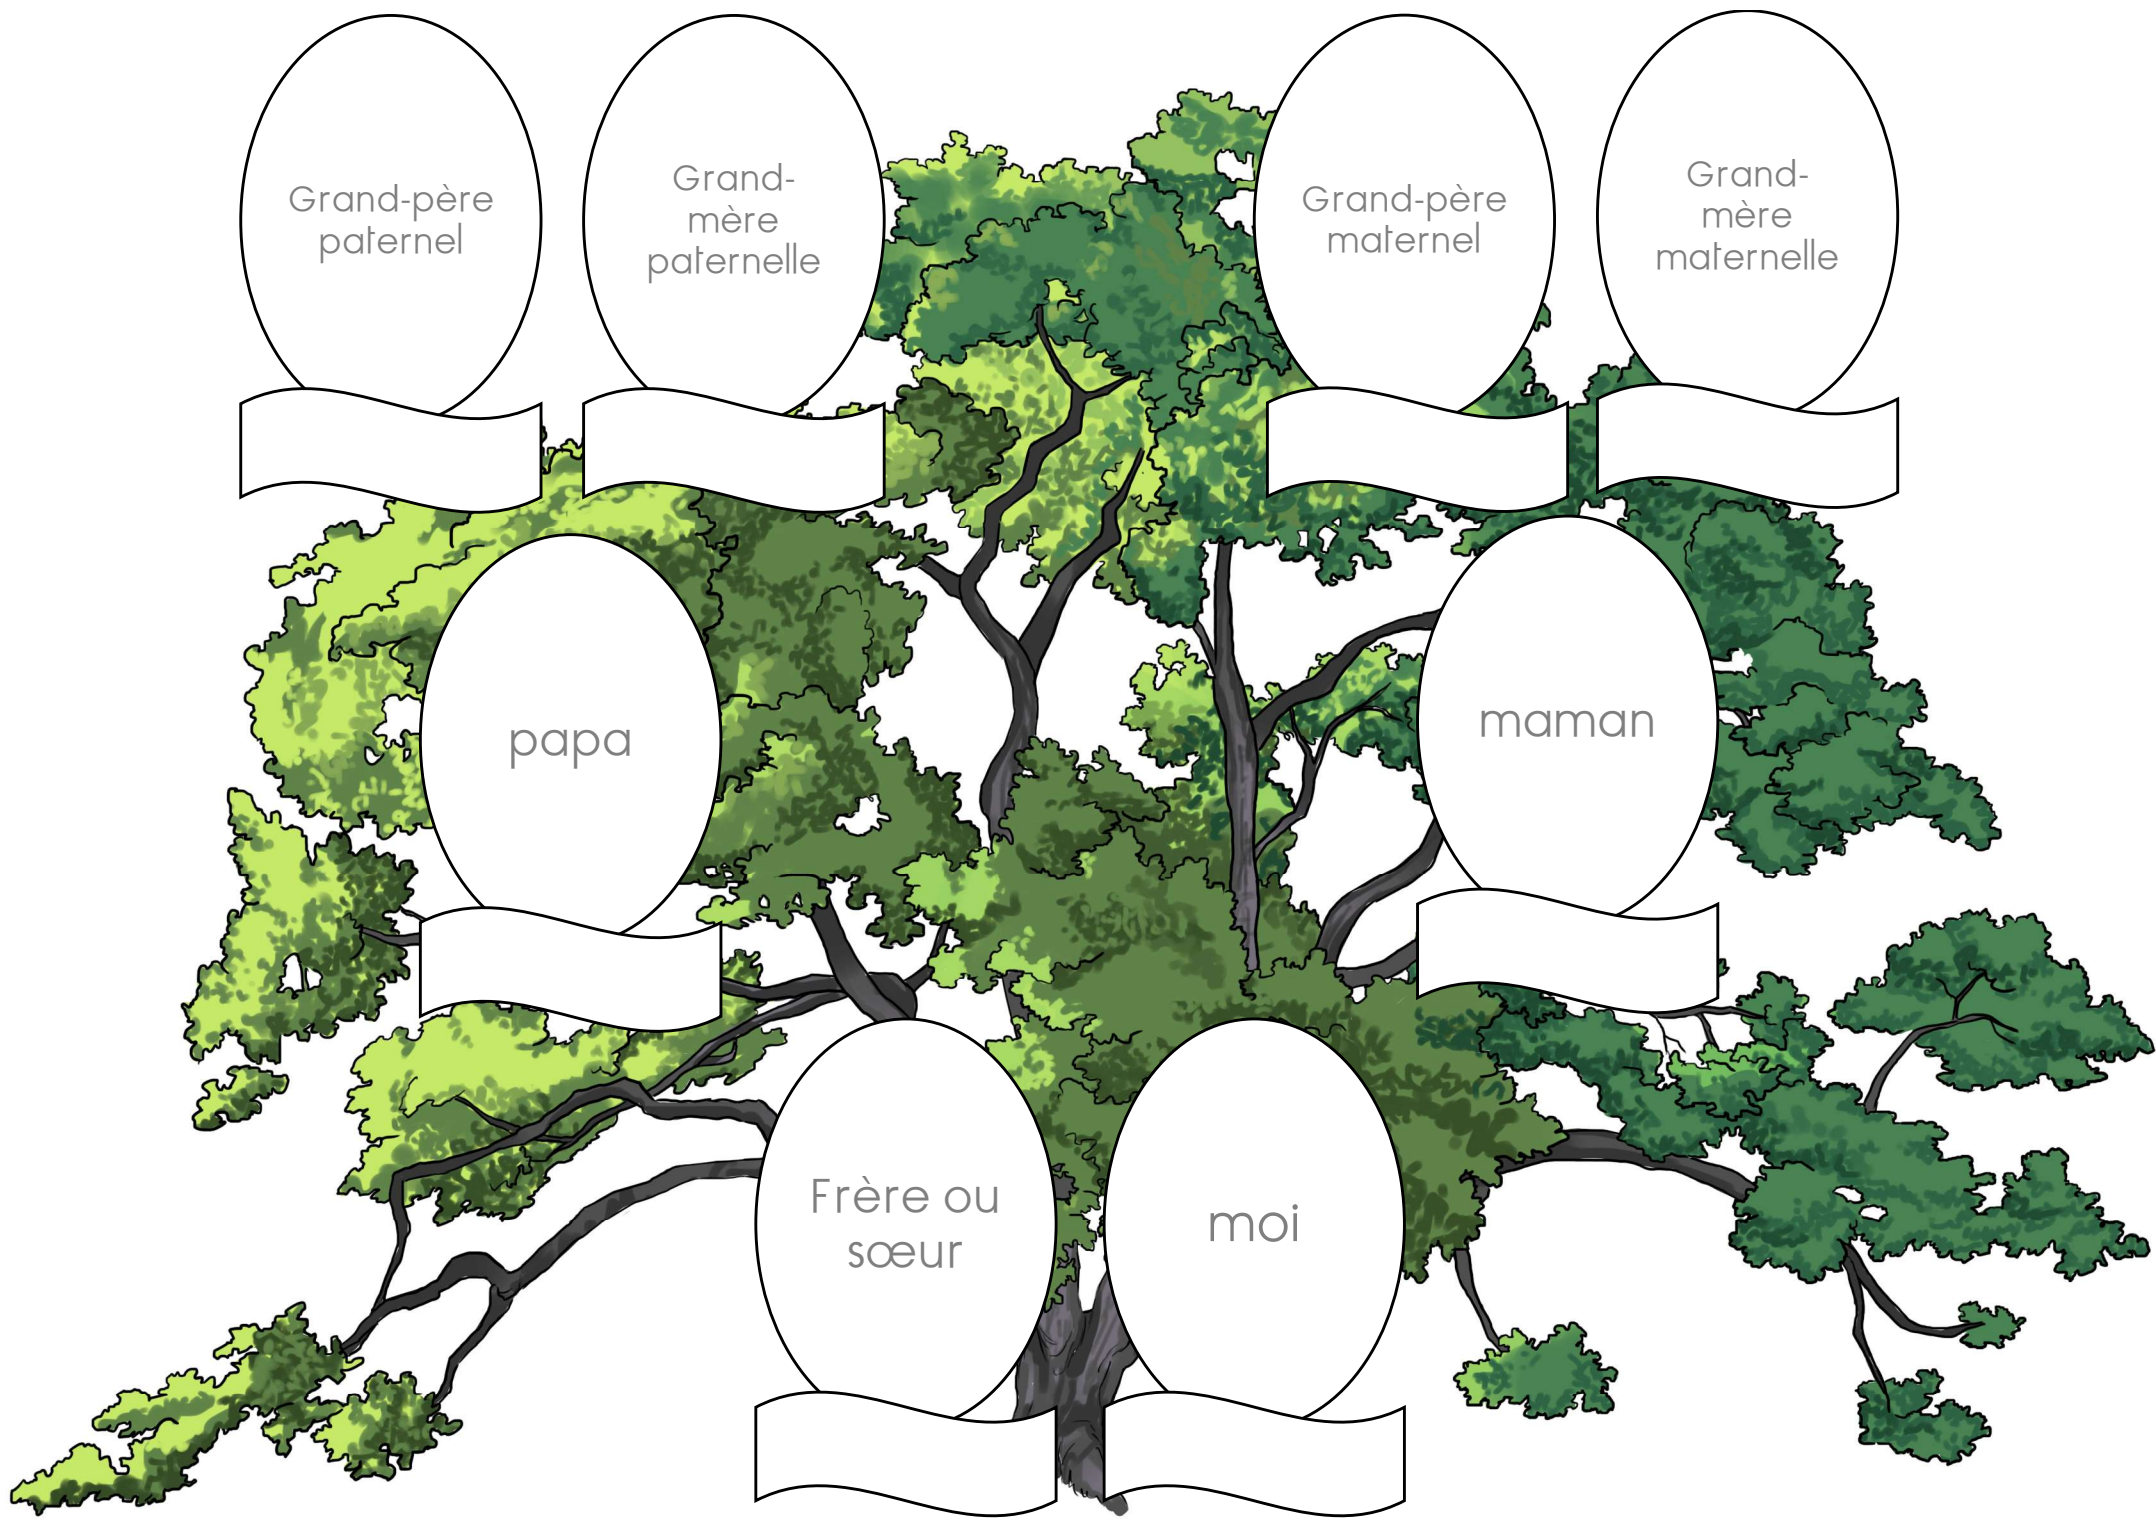 Grand-père
paternel
Grand-
mère
paternelle
Grand-père
maternel
Grand-
mère
maternelle
papa
maman
Frère ou
sœur
moi